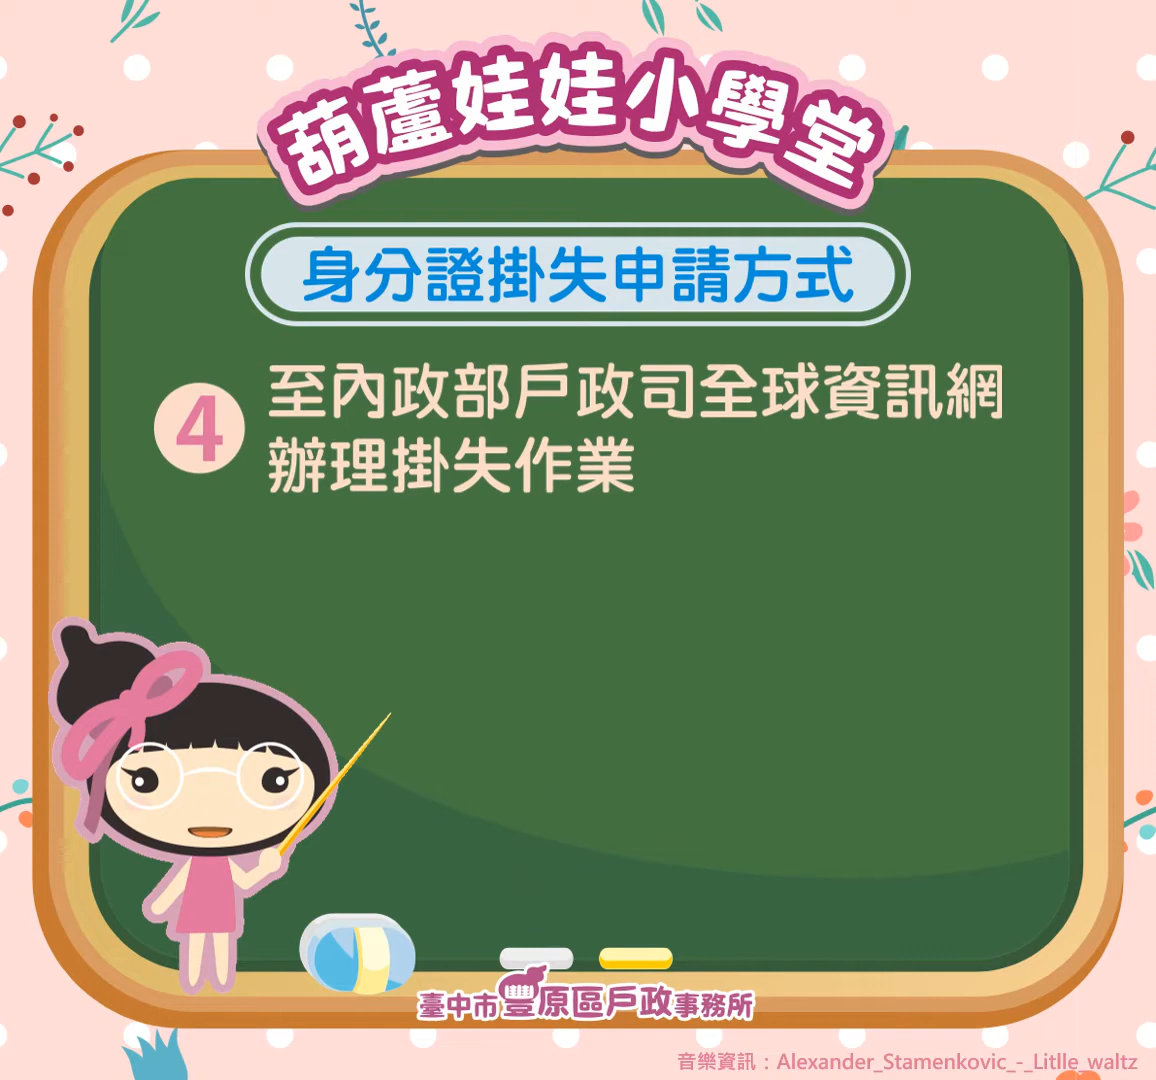 葫蘆娃娃小學堂
身分證掛失申請方式
4
至內政部戶政司全球資訊網
辦理掛失作業
臺中市豐原區戶政事務所
音樂資訊：Alexander_Stamenkovic_-_Litlle_waltz